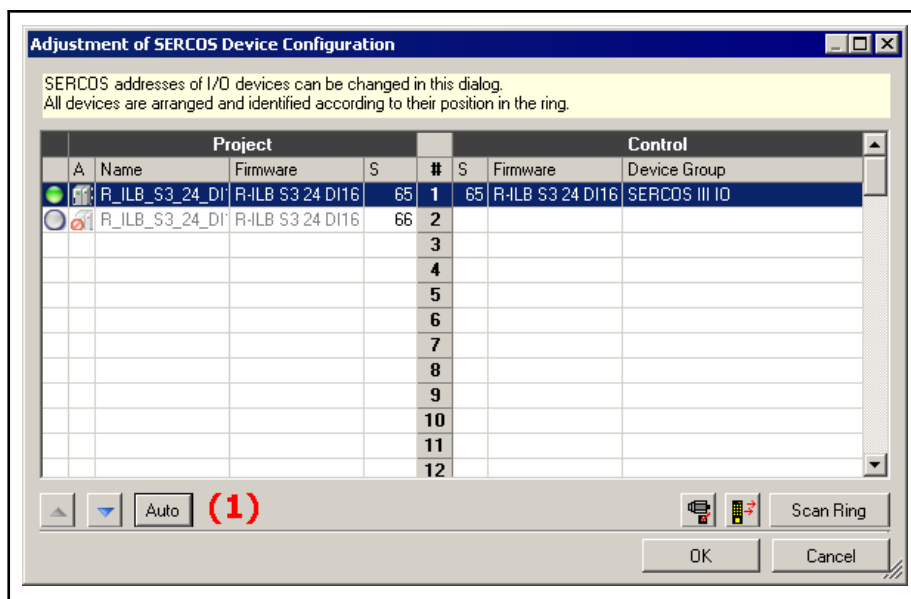 Adjustment of SERCOS Device Configuration
SERCOS addresses of I/O devices can be changed in this dialog.
All devices are arranged and identified according to their position in the ring.
Project Control
A Name Firmware S # S Firmware Device Group
R_ILB_S3_24_DI R-ILB S3 24 DI16 65 1 65 R-ILB S3 24 DI16 SERCOS III IO
R_ILB_S3_24_DI R-ILB S3 24 DI16 66 2
3
4
5
6
7
8
9
10
11
12
Auto (1) Scan Ring
OK Cancel